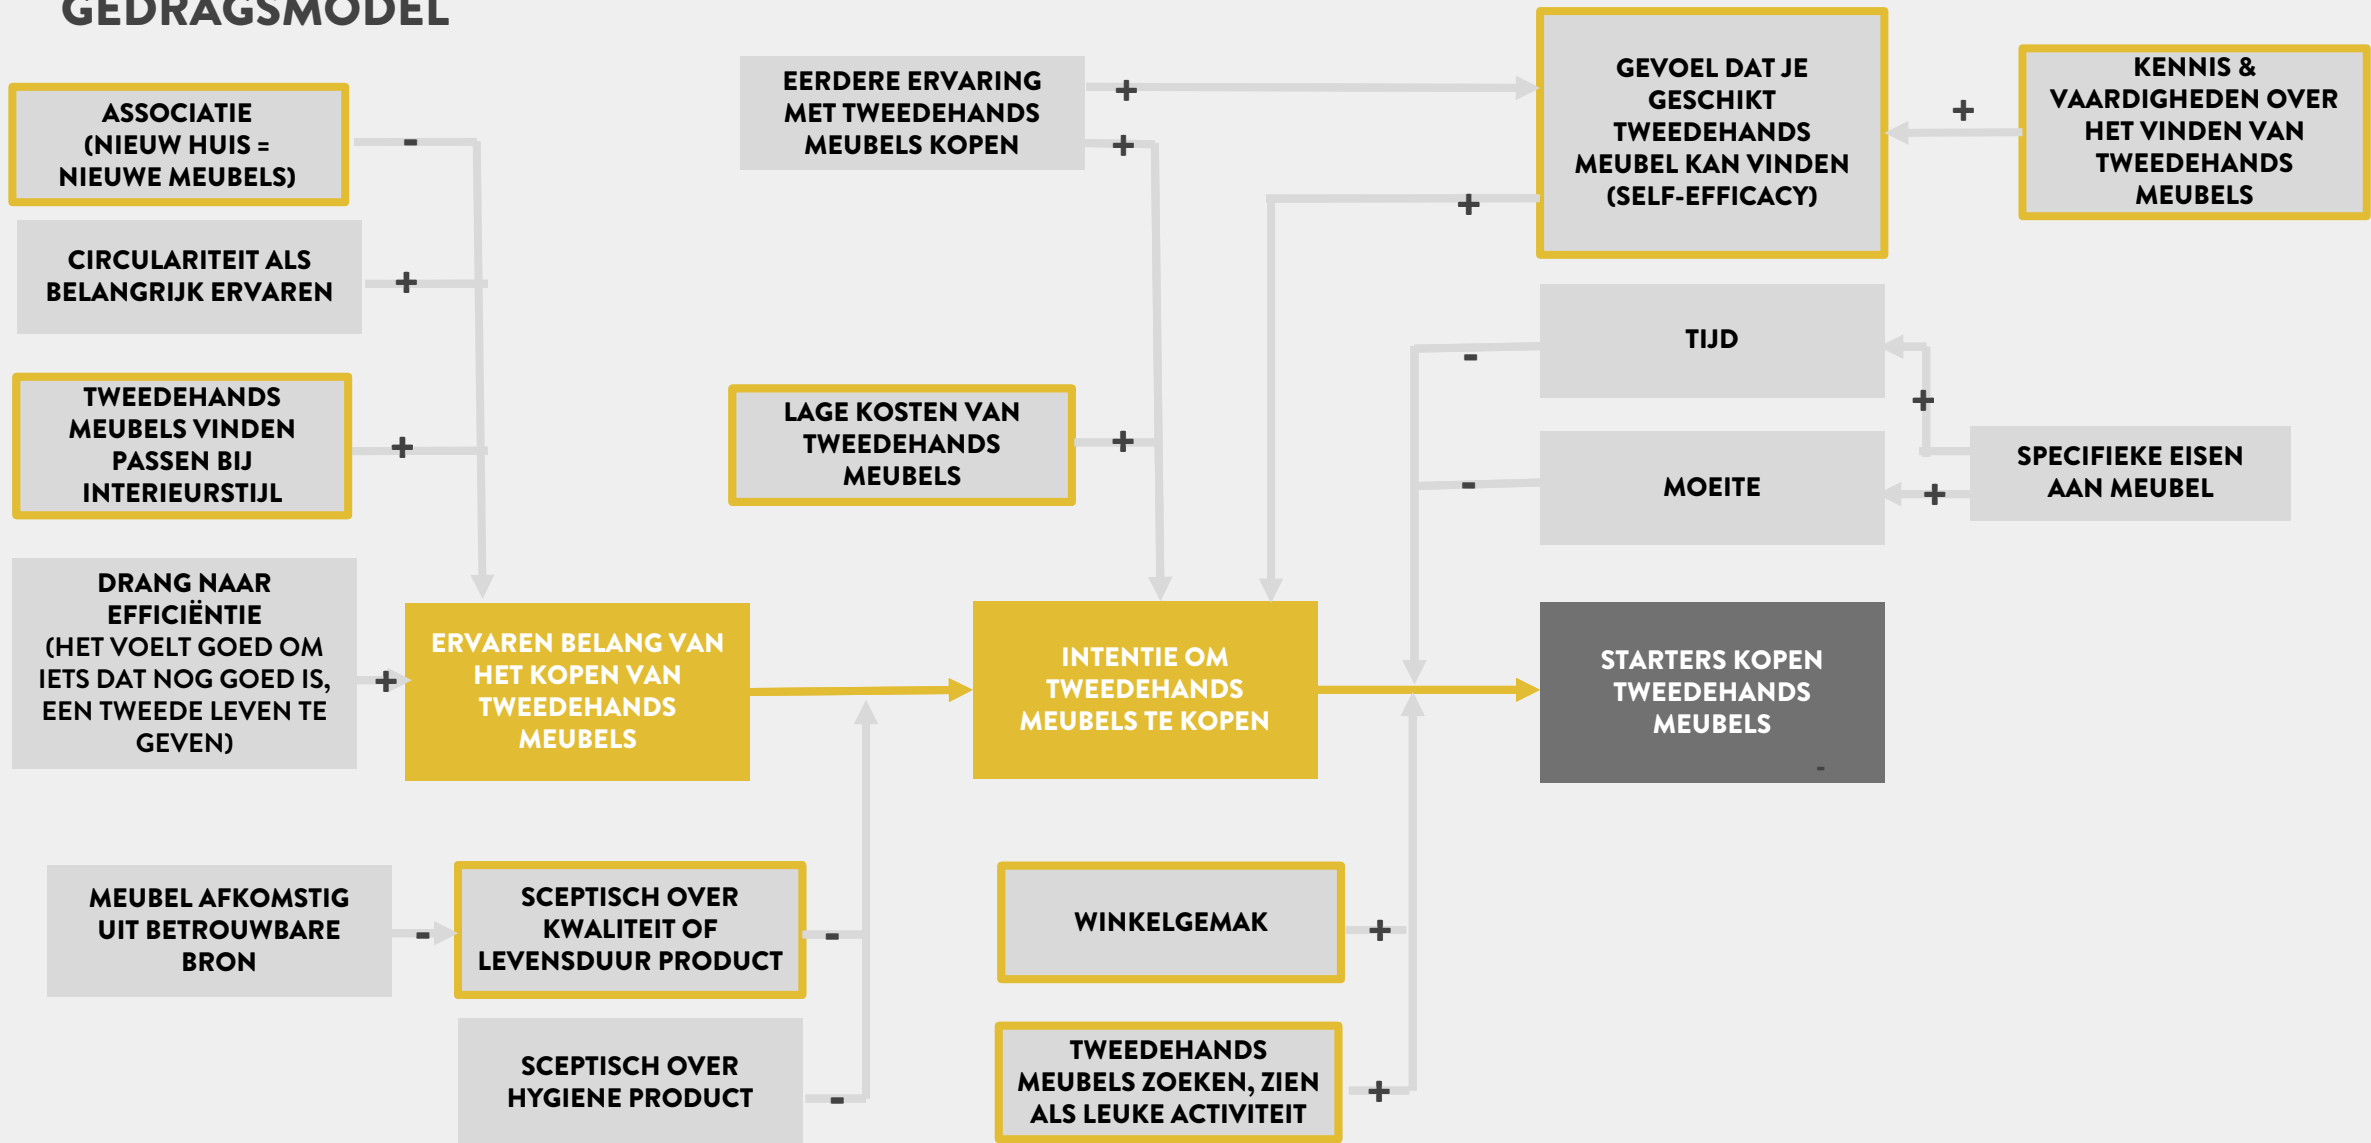 GEDRAGSMODEL
ASSOCIATIE
(NIEUW HUIS =
NIEUWE MEUBELS)
-
CIRCULARITEIT ALS
BELANGRIJK ERVAREN
+
TWEEDEHANDS
MEUBELS VINDEN
PASSEN BIJ
INTERIEURSTIJL
+
DRANG NAAR
EFFICIËNTIE
(HET VOELT GOED OM
IETS DAT NOG GOED IS,
EEN TWEEDE LEVEN TE
GEVEN)
+
ERVAREN BELANG VAN
HET KOPEN VAN
TWEEDEHANDS
MEUBELS
EERDERE ERVARING
MET TWEEDEHANDS
MEUBELS KOPEN
+
+
LAGE KOSTEN VAN
TWEEDEHANDS
MEUBELS
+
INTENTIE OM
TWEEDEHANDS
MEUBELS TE KOPEN
GEVOEL DAT JE
GESCHIKT
TWEEDEHANDS
MEUBEL KAN VINDEN
(SELF-EFFICACY)
+
+
KENNIS &
VAARDIGHEDEN OVER
HET VINDEN VAN
TWEEDEHANDS
MEUBELS
TIJD
-
+
MOEITE
-
+
SPECIFIEKE EISEN
AAN MEUBEL
STARTERS KOPEN
TWEEDEHANDS
MEUBELS
-
MEUBEL AFKOMSTIG
UIT BETROUWBARE
BRON
-
SCEPTISCH OVER
KWALITEIT OF
LEVENSDUUR PRODUCT
-
SCEPTISCH OVER
HYGIENE PRODUCT
-
WINKELGEMAK
+
TWEEDEHANDS
MEUBELS ZOEKEN, ZIEN
ALS LEUKE ACTIVITEIT
+